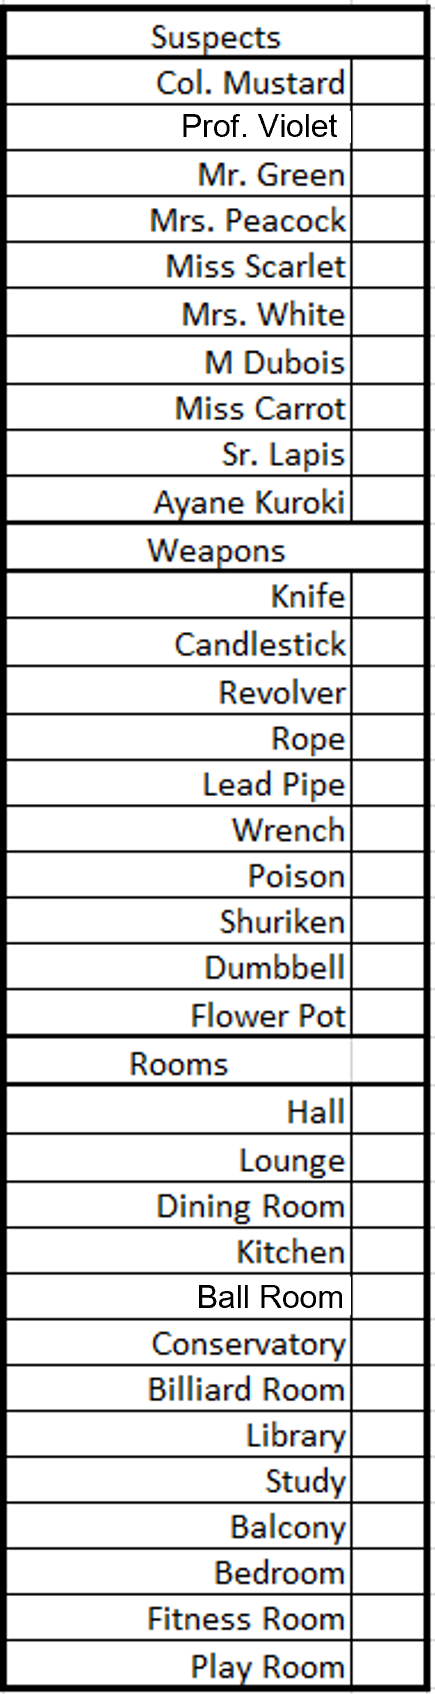 Suspects
Col. Mustard
Prof. Violet
Mr. Green
Mrs. Peacock
Miss Scarlet
Mrs. White
M Dubois
Miss Carrot
Sr. Lapis
Ayane Kuroki
Weapons
Knife
Candlestick
Revolver
Rope
Lead Pipe
Wrench
Poison
Shuriken
Dumbbell
Flower Pot
Rooms
Hall
Lounge
Dining Room
Kitchen
Ball Room
Conservatory
Billiard Room
Library
Study
Balcony
Bedroom
Fitness Room
Play Room